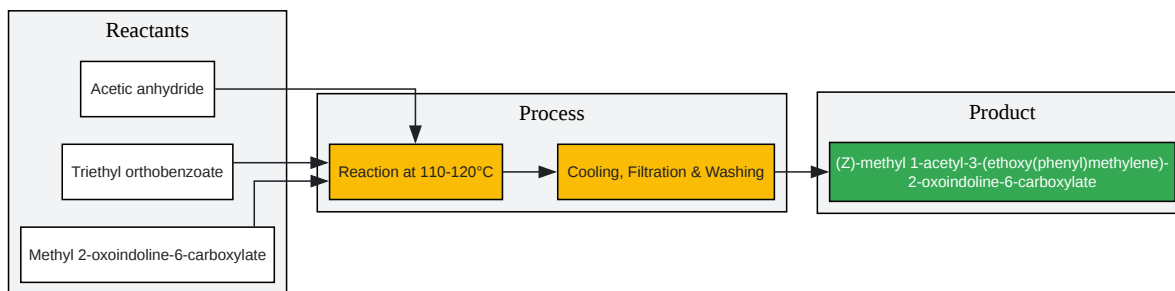 Reactants
Acetic anhydride
Triethyl orthobenzoate
Methyl 2-oxoindoline-6-carboxylate
Process
Reaction at 110-120°C
Cooling, Filtration & Washing
Product
(Z)-methyl 1-acetyl-3-(ethoxy(phenyl)methylene)-
2-oxoindoline-6-carboxylate